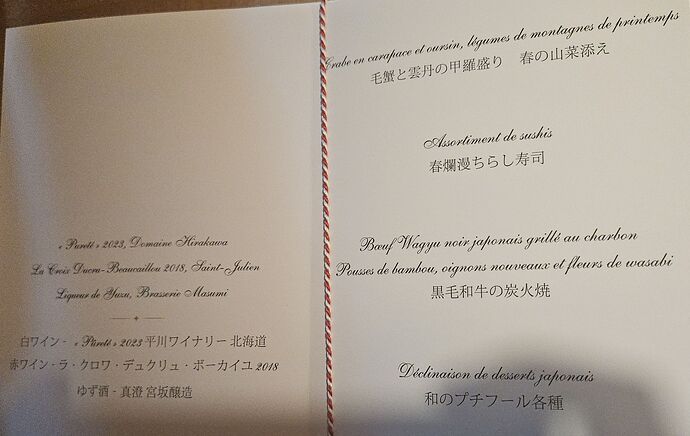 « Pureté » 2023, Domaine Hirakawa
La Croix Ducru-Beaucaillou 2018, Saint-Julien
Liqueur de Yuzu, Brasserie Masumi
白ワイン - « Pureté » 2023 平川ワイナリー 北海道
赤ワイン - ラ・クロワ・デュクリュ・ボーカイユ 2018
ゆず酒 - 真澄 宮坂醸造
Crabe en carapace et oursin, légumes de montagnes de printemps
毛蟹と雲丹の甲羅盛り 春の山菜添え
Assortiment de sushis
春爛漫ちらし寿司
Bœuf Wagyu noir japonais grillé au charbon
Pousses de bambou, oignons nouveaux et fleurs de wasabi
黒毛和牛の炭火焼
Déclinaison de desserts japonais
和のプチフール各種